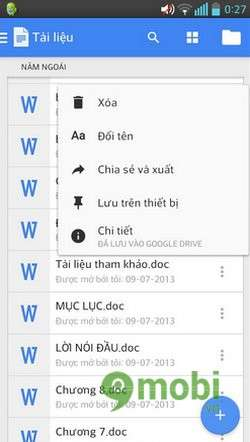 0:27
Tài liệu
NĂM NGOÁI
Xóa
Aa Đổi tên
Chia sẻ và xuất
Lưu trên thiết bị
Chi tiết
ĐÃ LƯU VÀO GOOGLE DRIVE
W
W
W
W
W
Tài liệu tham khảo.doc
Được mở bởi tôi: 09-07-2013
W
MỤC LỤC.doc
Được mở bởi tôi: 09-07-2013
W
LỜI NÓI ĐẦU.doc
Được mở bởi tôi: 09-07-2013
W
Chương 8.doc
Được mở bởi tôi: 09-07-2013
9mobi
W
Chương 7.doc